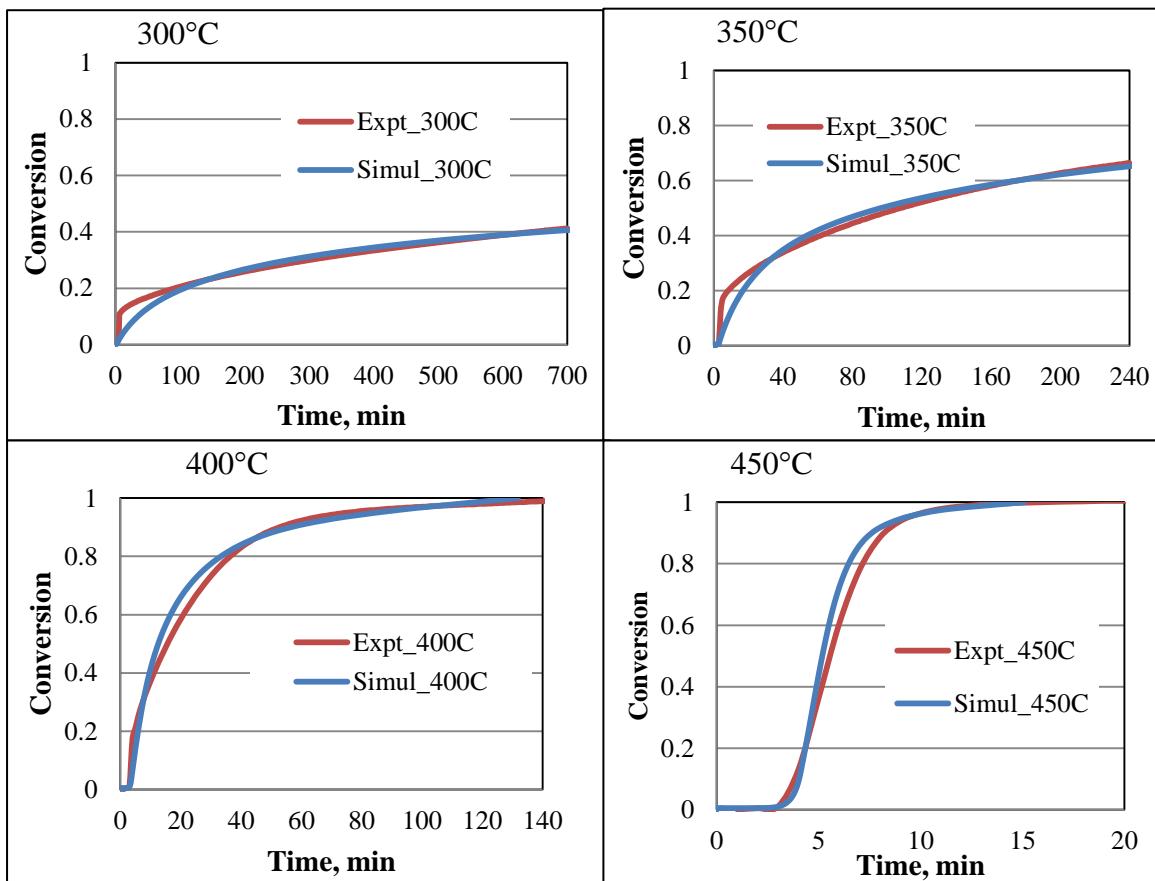 300°C
1
0.8
0.6
0.4
0.2
0
Conversion
Expt_300C
Simul_300C
0 100 200 300 400 500 600 700
Time, min
350°C
1
0.8
0.6
0.4
0.2
0
Conversion
Expt_350C
Simul_350C
0 40 80 120 160 200 240
Time, min
400°C
1
0.8
0.6
0.4
0.2
0
Conversion
Expt_400C
Simul_400C
0 20 40 60 80 100 120 140
Time, min
450°C
1
0.8
0.6
0.4
0.2
0
Conversion
Expt_450C
Simul_450C
0 5 10 15 20
Time, min